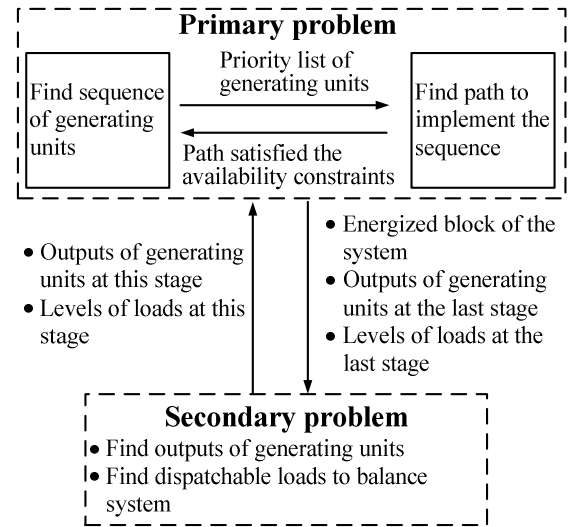 Primary problem
Find sequence
of generating
units
Priority list of
generating units
Path satisfied the
availability constraints
Find path to
implement the
sequence
• Outputs of generating
units at this stage
• Levels of loads at this
stage
• Energized block of the
system
• Outputs of generating
units at the last stage
• Levels of loads at the
last stage
Secondary problem
• Find outputs of generating units
• Find dispatchable loads to balance
system